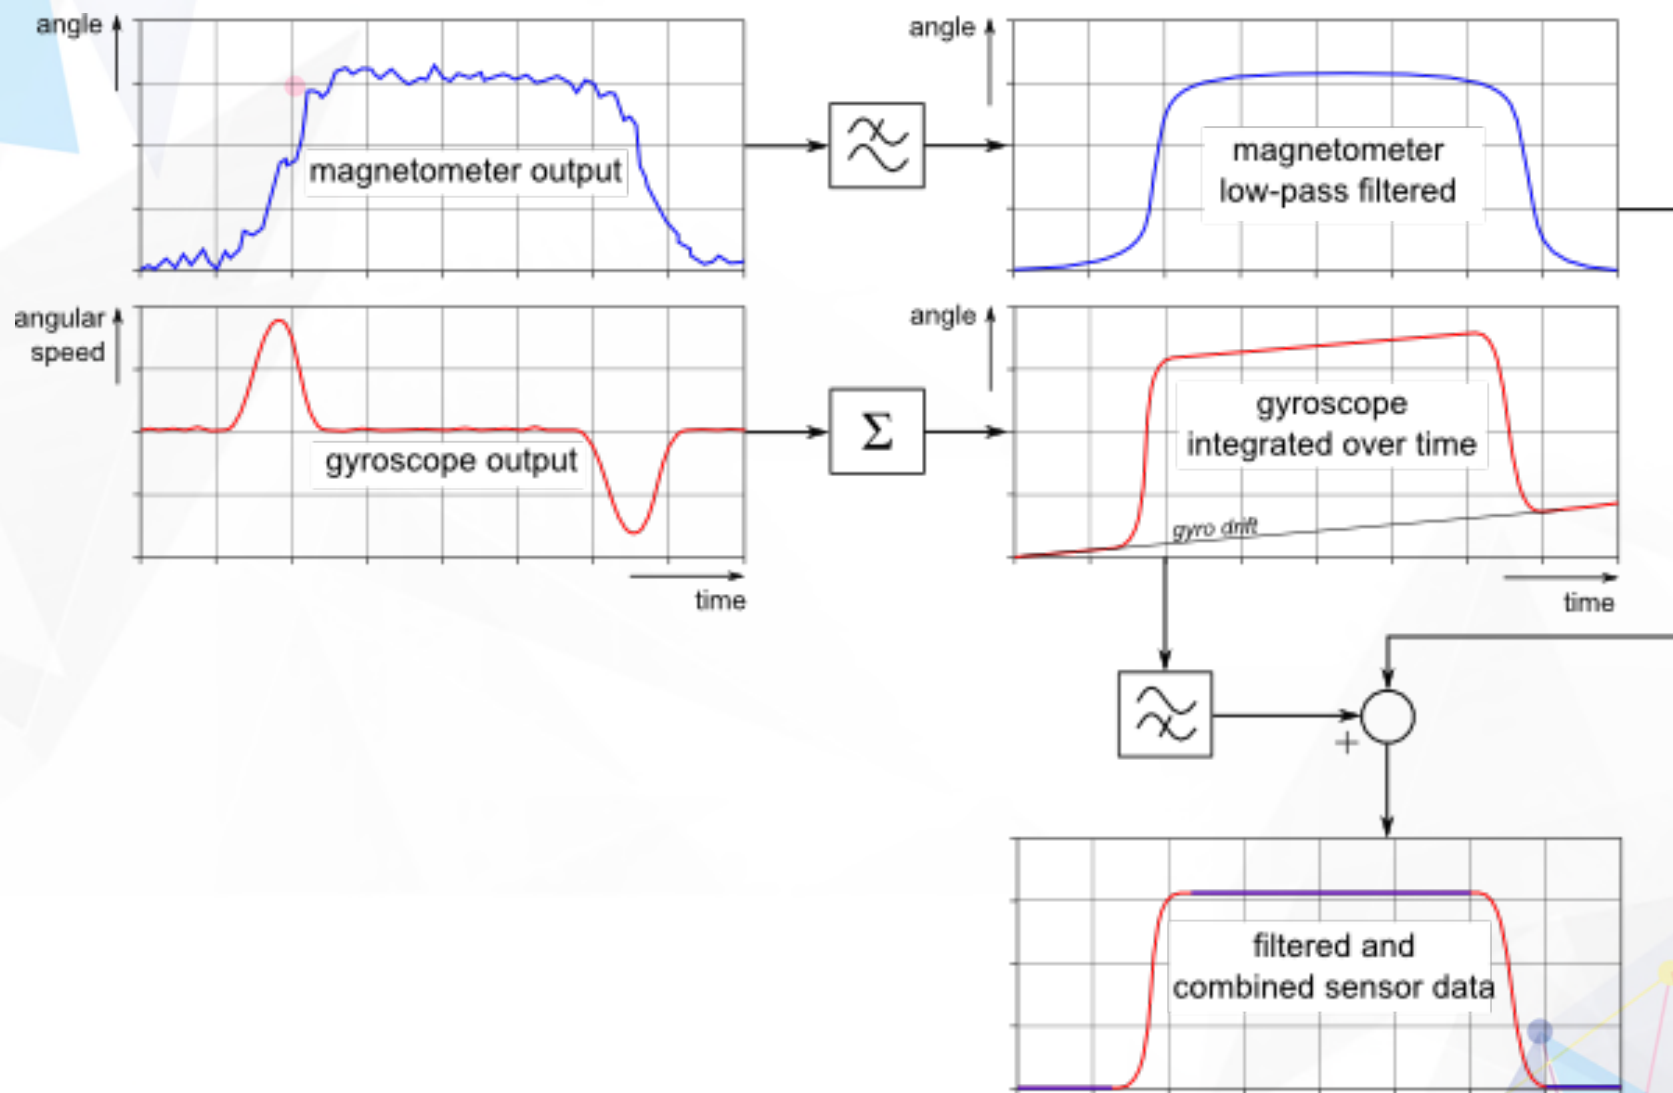 angle
magnetometer output
angle
magnetometer
low-pass filtered
angular
speed
gyroscope output
time
Σ
angle
gyroscope
integrated over time
gyro drift
time
+
filtered and
combined sensor data